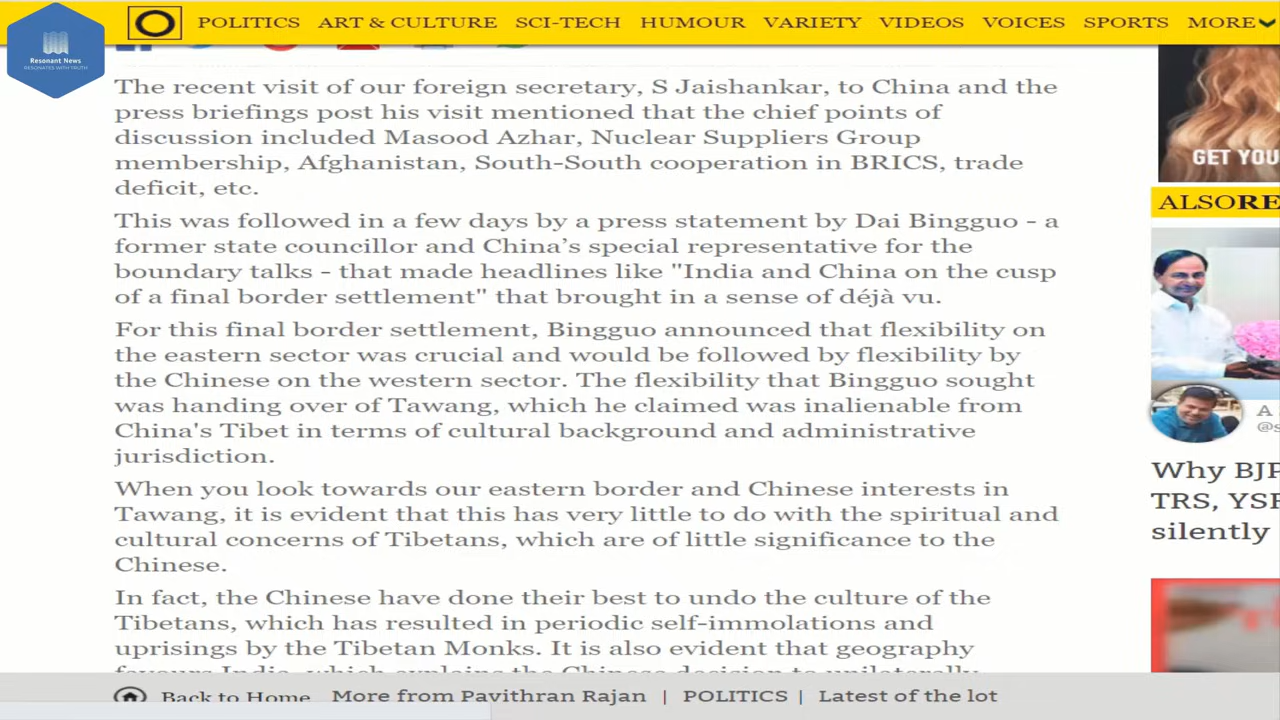 POLITICS ART & CULTURE SCI-TECH HUMOUR VARIETY VIDEOS VOICES SPORTS MORE
Resonant News
RESONATES WITH TRUTH
The recent visit of our foreign secretary, S Jaishankar, to China and the
press briefings post his visit mentioned that the chief points of
discussion included Masood Azhar, Nuclear Suppliers Group
membership, Afghanistan, South-South cooperation in BRICS, trade
deficit, etc.
This was followed in a few days by a press statement by Dai Bingguo - a
former state councillor and China’s special representative for the
boundary talks - that made headlines like "India and China on the cusp
of a final border settlement" that brought in a sense of déjà vu.
For this final border settlement, Bingguo announced that flexibility on
the eastern sector was crucial and would be followed by flexibility by
the Chinese on the western sector. The flexibility that Bingguo sought
was handing over of Tawang, which he claimed was inalienable from
China's Tibet in terms of cultural background and administrative
jurisdiction.
When you look towards our eastern border and Chinese interests in
Tawang, it is evident that this has very little to do with the spiritual and
cultural concerns of Tibetans, which are of little significance to the
Chinese.
In fact, the Chinese have done their best to undo the culture of the
Tibetans, which has resulted in periodic self-immolations and
uprisings by the Tibetan Monks. It is also evident that geography
favours India, which explains the Chinese decision to unilaterally
GET YOU
ALSORE
A
@s
Why BJP
TRS, YSF
silently
Back to Home More from Pavithran Rajan | POLITICS | Latest of the lot